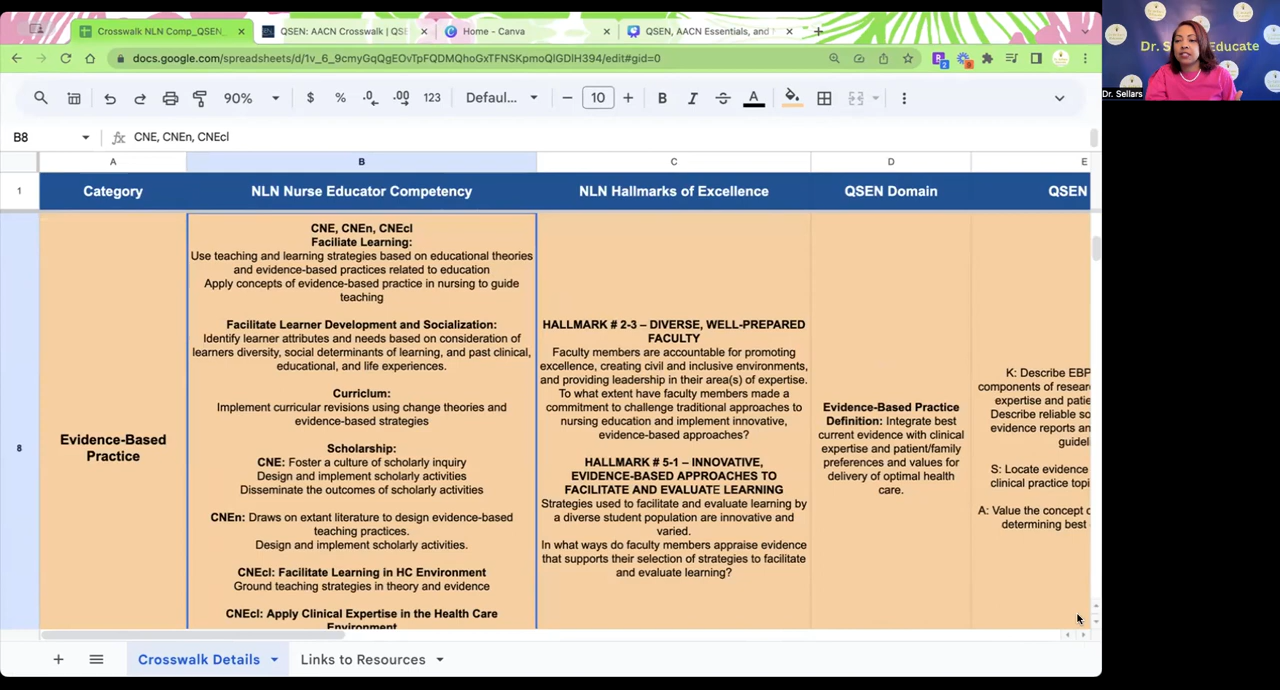 Crosswalk NLN Comp_QSEN_
QSEN: AACN Crosswalk | QSE
Home - Canva
QSEN, AACN Essentials, and
docs.google.com/spreadsheets/d/1v_6_9cmyGqQgEOvTpFQDMQhoGxTFNSKpmoQIGDIH394/edit#gid=0
90%
$
%
.0
.00
123
Defaul...
10
B
I
A
B8
fx
CNE, CNEn, CNEcl
A
B
C
D
E
1
Category
NLN Nurse Educator Competency
NLN Hallmarks of Excellence
QSEN Domain
QSEN
8
Evidence-Based
Practice
CNE, CNEn, CNEcl
Faciliate Learning:
Use teaching and learning strategies based on educational theories
and evidence-based practices related to education
Apply concepts of evidence-based practice in nursing to guide
teaching
Facilitate Learner Development and Socialization:
Identify learner attributes and needs based on consideration of
learners diversity, social determinants of learning, and past clinical,
educational, and life experiences.
Curriclum:
Implement curricular revisions using change theories and
evidence-based strategies
Scholarship:
CNE: Foster a culture of scholarly inquiry
Design and implement scholarly activities
Disseminate the outcomes of scholarly activities
CNEn: Draws on extant literature to design evidence-based
teaching practices.
Design and implement scholarly activities.
CNEcl: Facilitate Learning in HC Environment
Ground teaching strategies in theory and evidence
CNEcl: Apply Clinical Expertise in the Health Care
Environment
HALLMARK # 2-3 – DIVERSE, WELL-PREPARED
FACULTY
Faculty members are accountable for promoting
excellence, creating civil and inclusive environments,
and providing leadership in their area(s) of expertise.
To what extent have faculty members made a
commitment to challenge traditional approaches to
nursing education and implement innovative,
evidence-based approaches?
HALLMARK # 5-1 – INNOVATIVE,
EVIDENCE-BASED APPROACHES TO
FACILITATE AND EVALUATE LEARNING
Strategies used to facilitate and evaluate learning by
a diverse student population are innovative and
varied.
In what ways do faculty members appraise evidence
that supports their selection of strategies to facilitate
and evaluate learning?
Evidence-Based Practice
Definition: Integrate best
current evidence with clinical
expertise and patient/family
preferences and values for
delivery of optimal health
care.
K: Describe EBP
components of resear
expertise and patie
Describe reliable so
evidence reports an
guideli
S: Locate evidence
clinical practice topi
A: Value the concept o
determining best
Crosswalk Details
Links to Resources
Dr. S
Educate
Dr. Sellars